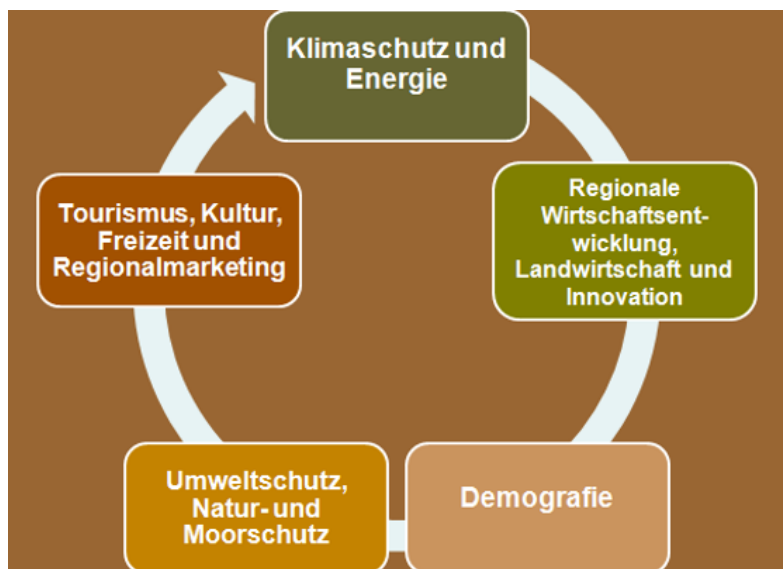 Klimaschutz und
Energie
Regionale
Wirtschaftsent-
wicklung,
Landwirtschaft und
Innovation
Demografie
Umweltschutz,
Natur- und
Moorschutz
Tourismus, Kultur,
Freizeit und
Regionalmarketing